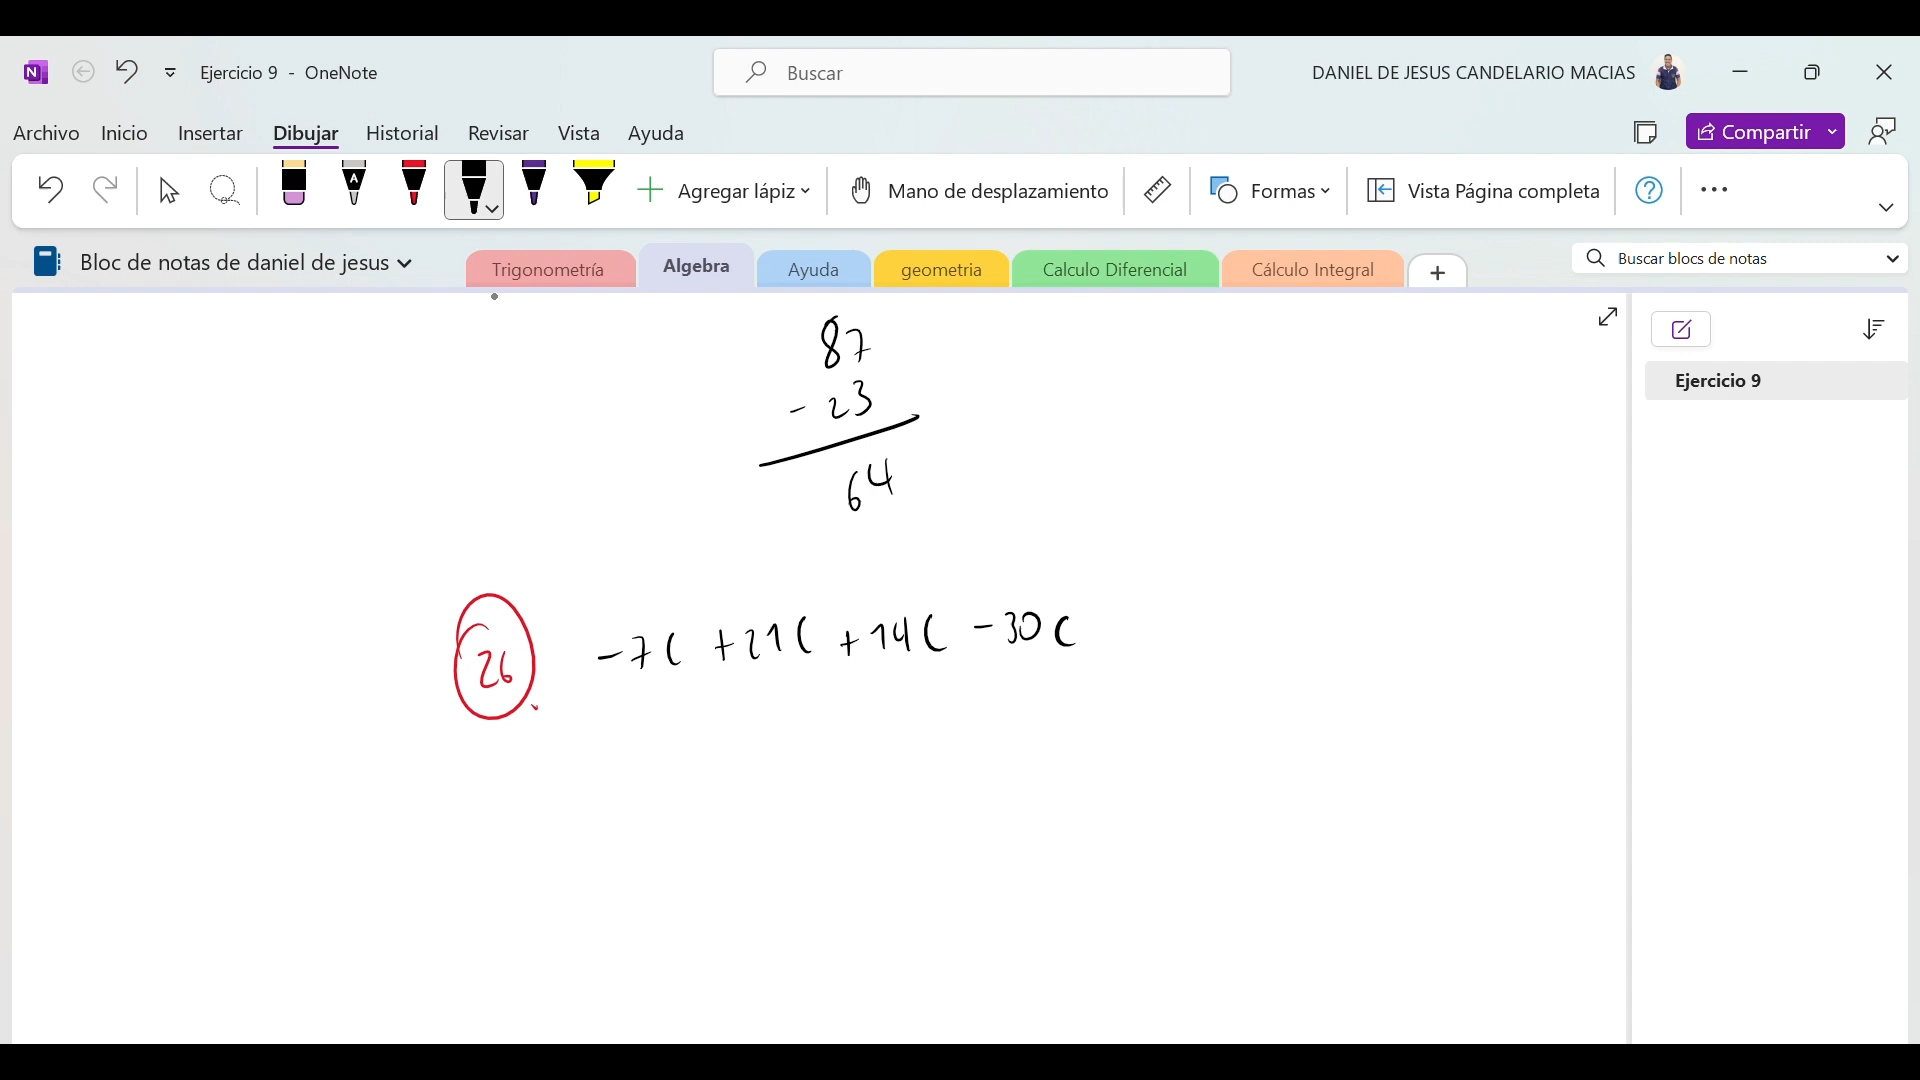 Ejercicio 9 - OneNote
Buscar
DANIEL DE JESUS CANDELARIO MACIAS
Archivo Inicio Insertar Dibujar Historial Revisar Vista Ayuda
Compartir
Agregar lápiz
Mano de desplazamiento
Formas
Vista Página completa
Bloc de notas de daniel de jesus
Trigonometría
Algebra
Ayuda
geometria
Calculo Diferencial
Cálculo Integral
+
Buscar blocs de notas
Ejercicio 9
87
- 23
64
26
-7c +21c +14c -30c